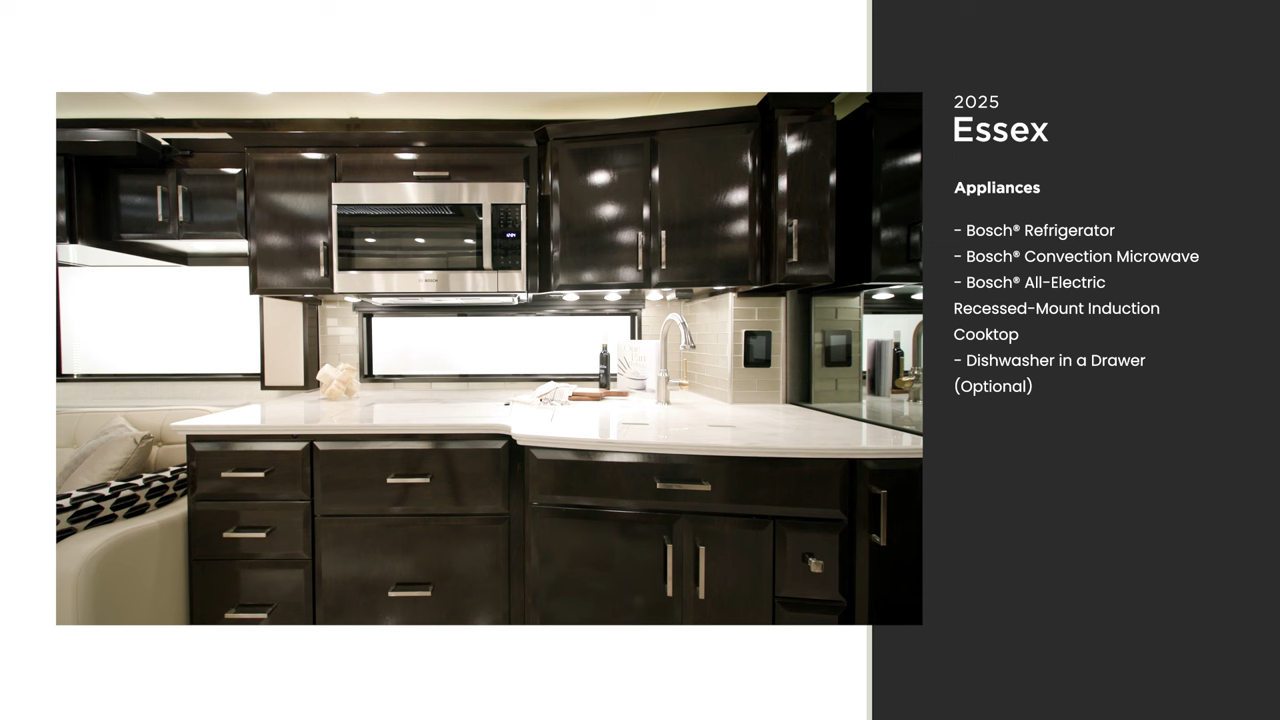 2025
Essex
Appliances
- Bosch® Refrigerator
- Bosch® Convection Microwave
- Bosch® All-Electric
Recessed-Mount Induction
Cooktop
- Dishwasher in a Drawer
(Optional)
BOSCH